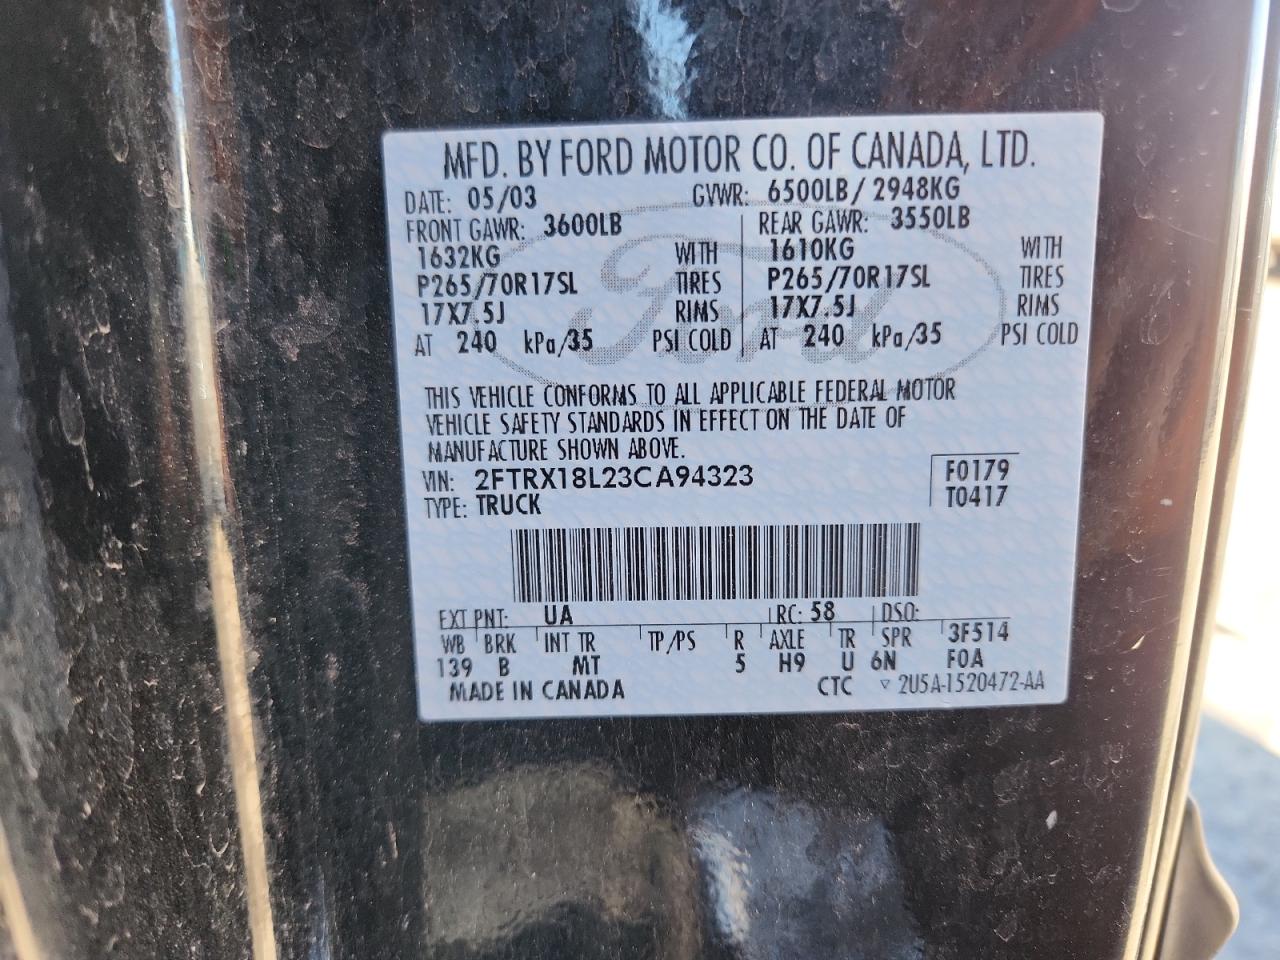 MFD. BY FORD MOTOR CO. OF CANADA, LTD.
DATE: 05/03 GVWR: 6500LB/ 2948KG
FRONT GAWR: 3600LB REAR GAWR: 3550LB
1632KG WITH 1610KG WITH
P265/70R17SL TIRES P265/70R17SL TIRES
17X7.5J RIMS 17X7.5J RIMS
AT 240 kPa/35 PSI COLD AT 240 kPa/35 PSI COLD
Ford
THIS VEHICLE CONFORMS TO ALL APPLICABLE FEDERAL MOTOR
VEHICLE SAFETY STANDARDS IN EFFECT ON THE DATE OF
MANUFACTURE SHOWN ABOVE.
VIN: 2FTRX18L23CA94323 F0179
TYPE: TRUCK T0417
EXT PNT: UA RC: 58 DSO:
WB BRK INT TR TP/PS R AXLE TR SPR 3F514
139 B MT 5 H9 U 6N F0A
MADE IN CANADA CTC ▽ 2U5A-1520472-AA